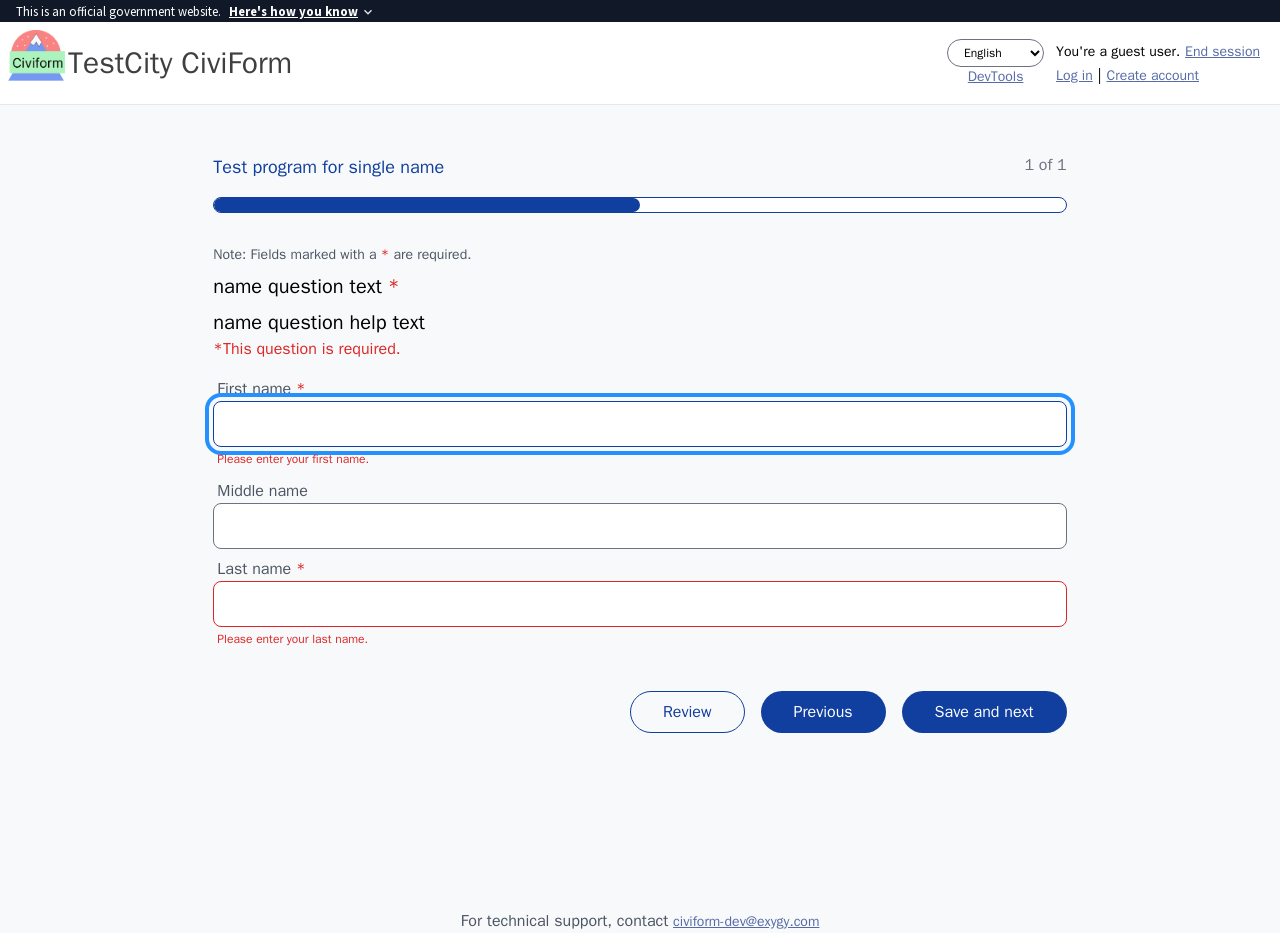 This is an official government website. Here's how you know
Civiform
TestCity CiviForm
English
DevTools
You're a guest user. End session
Log in | Create account
Test program for single name
1 of 1
Note: Fields marked with a * are required.
name question text *
name question help text
*This question is required.
First name *
Please enter your first name.
Middle name
Last name *
Please enter your last name.
Review
Previous
Save and next
For technical support, contact civiform-dev@exygy.com